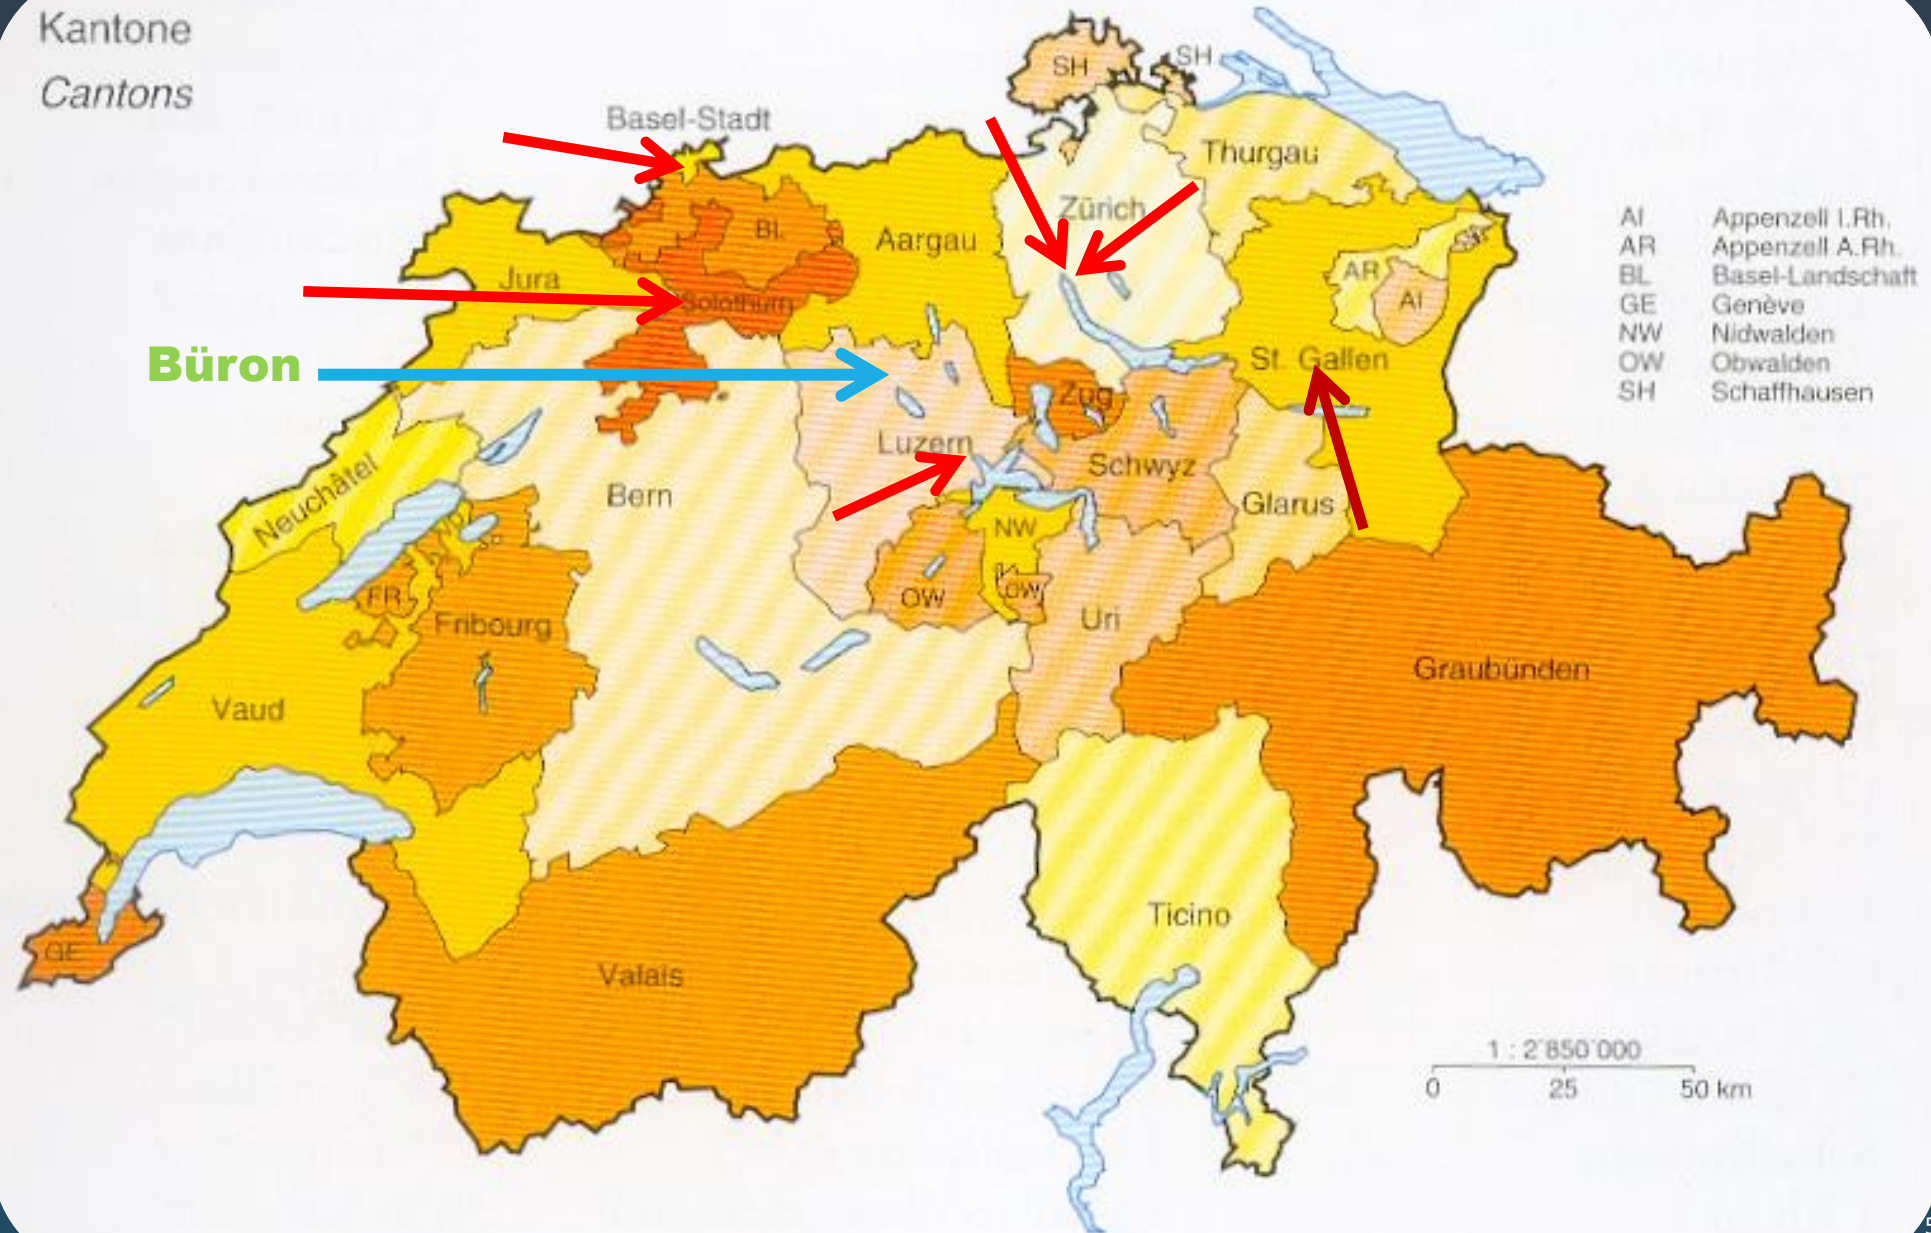 Kantone
Cantons
Basel-Stadt
SH
SH
Thurgau
Zürich
BL
Aargau
Jura
Solothurn
Büron
AR
AI
St. Gallen
Zug
Luzern
Schwyz
Glarus
Neuchâtel
Bern
NW
OW
OW
FR
Fribourg
Uri
Vaud
Graubünden
Ticino
Valais
GE
AI Appenzell I.Rh.
AR Appenzell A.Rh.
BL Basel-Landschaft
GE Genève
NW Nidwalden
OW Obwalden
SH Schaffhausen
1 : 2'850'000
0 25 50 km